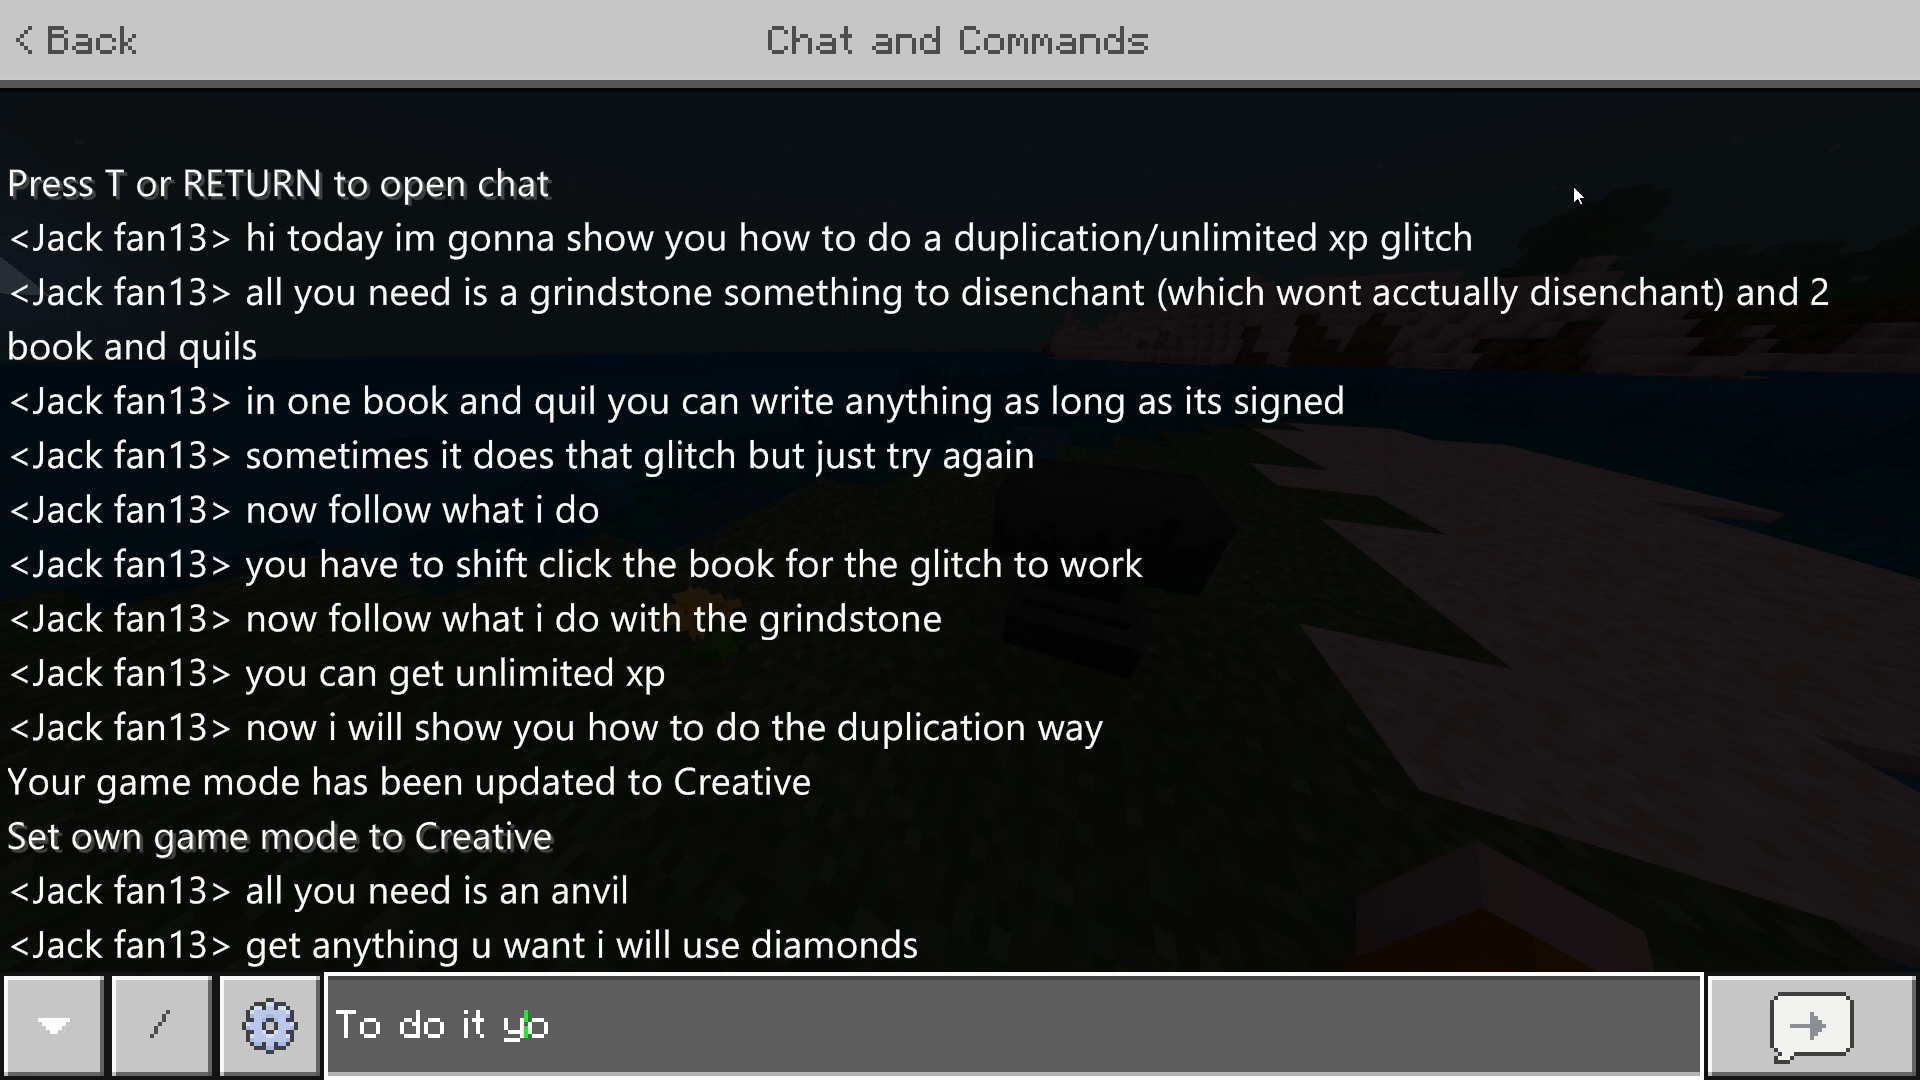 < Back
Chat and Commands
Press T or RETURN to open chat
<Jack fan13> hi today im gonna show you how to do a duplication/unlimited xp glitch
<Jack fan13> all you need is a grindstone something to disenchant (which wont acctually disenchant) and 2
book and quils
<Jack fan13> in one book and quil you can write anything as long as its signed
<Jack fan13> sometimes it does that glitch but just try again
<Jack fan13> now follow what i do
<Jack fan13> you have to shift click the book for the glitch to work
<Jack fan13> now follow what i do with the grindstone
<Jack fan13> you can get unlimited xp
<Jack fan13> now i will show you how to do the duplication way
Your game mode has been updated to Creative
Set own game mode to Creative
<Jack fan13> all you need is an anvil
<Jack fan13> get anything u want i will use diamonds
/
To do it yo